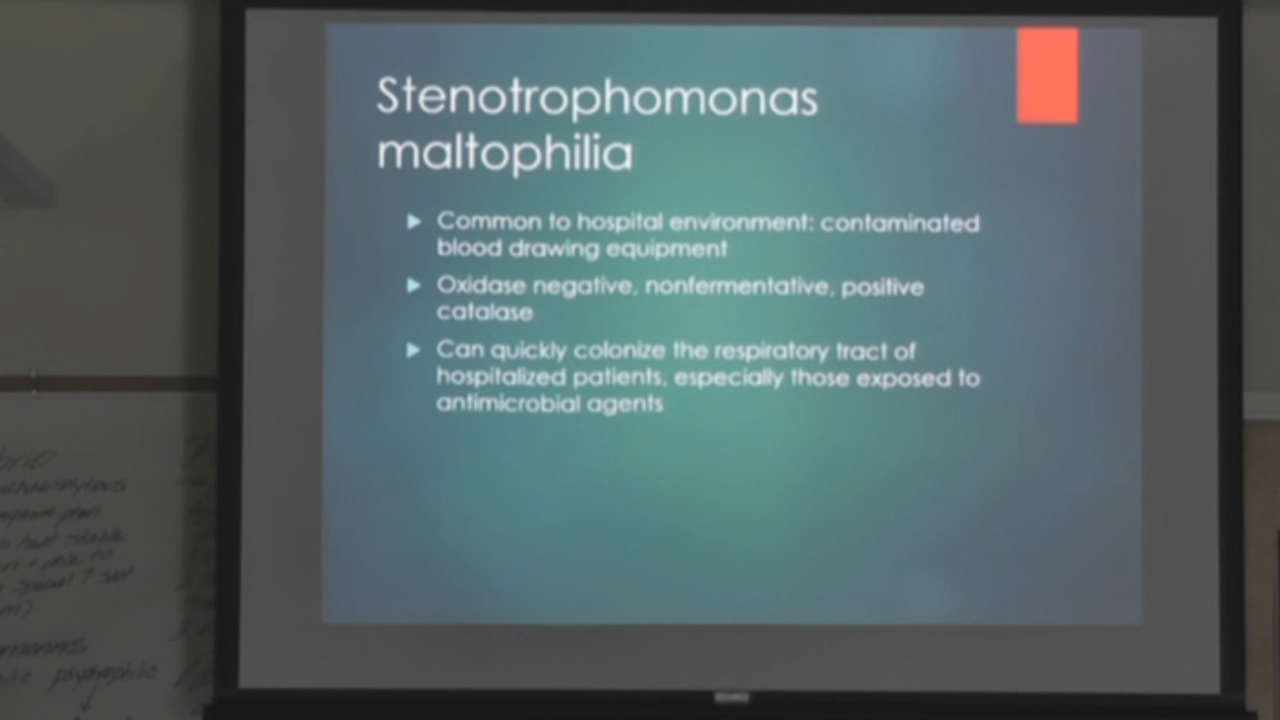 Stenotrophomonas
maltophilia
Common to hospital environment: contaminated
blood drawing equipment
Oxidase negative, nonfermentative, positive
catalase
Can quickly colonize the respiratory tract of
hospitalized patients, especially those exposed to
antimicrobial agents